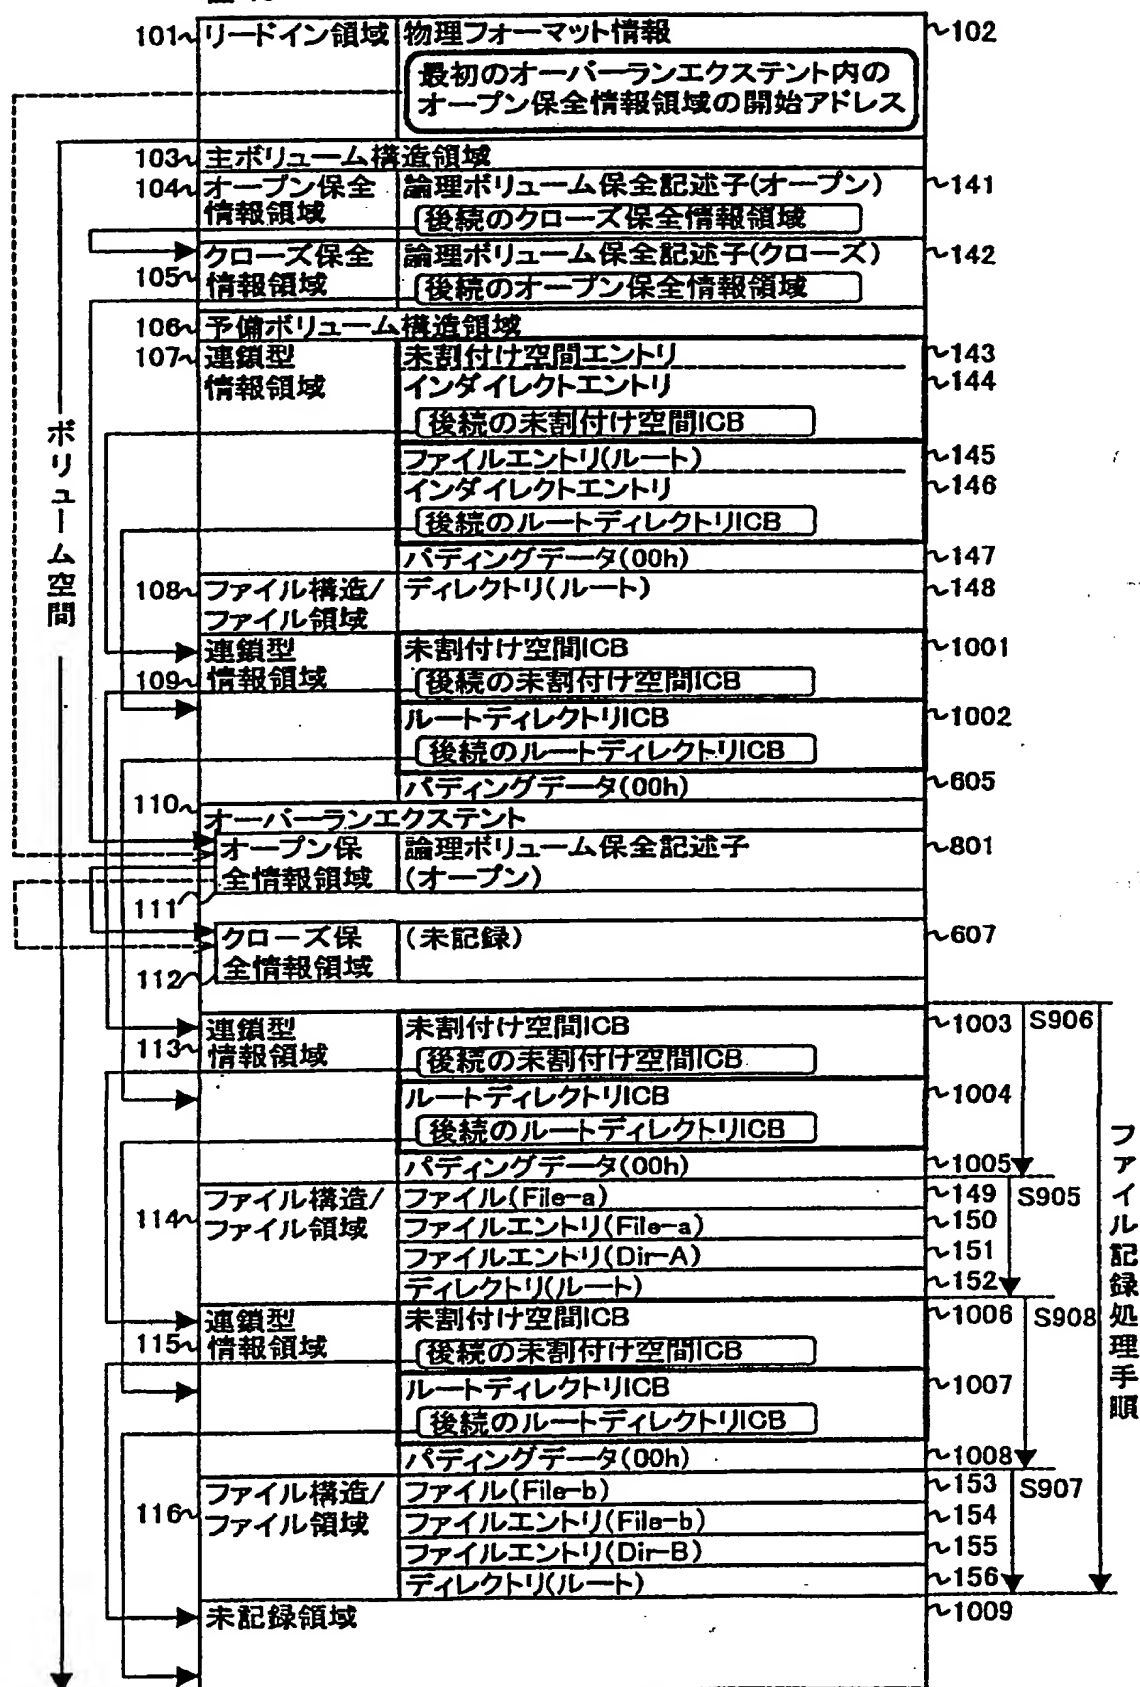 101 リードイン領域 物理フォーマット情報 102
最初のオーバーランエクステント内の
オープン保全情報領域の開始アドレス
103 主ボリューム構造領域
104 オープン保全 論理ボリューム保全記述子(オープン) 141
情報領域 後続のクローズ保全情報領域
クローズ保全 論理ボリューム保全記述子(クローズ) 142
105 情報領域 後続のオープン保全情報領域
106 予備ボリューム構造領域
107 連鎖型 未割付け空間エントリ 143
情報領域 インダイレクトエントリ 144
後続の未割付け空間ICB
ファイルエントリ(ルート) 145
インダイレクトエントリ 146
後続のルートディレクトリICB
パディングデータ(00h) 147
108 ファイル構造/ ディレクトリ(ルート) 148
ファイル領域
連鎖型 未割付け空間ICB 1001
109 情報領域 後続の未割付け空間ICB
ルートディレクトリICB 1002
後続のルートディレクトリICB
パディングデータ(00h) 605
110 オーバーランエクステント
オープン保 論理ボリューム保全記述子 801
全情報領域 (オープン)
111
クローズ保 (未記録) 607
全情報領域
112
連鎖型 未割付け空間ICB 1003 S906
113 情報領域 後続の未割付け空間ICB
ルートディレクトリICB 1004
後続のルートディレクトリICB
パディングデータ(00h) 1005
ファイル構造/ ファイル(File-a) 149 S905
114 ファイル領域 ファイルエントリ(File-a) 150
ファイルエントリ(Dir-A) 151
ディレクトリ(ルート) 152
連鎖型 未割付け空間ICB 1006 S908
115 情報領域 後続の未割付け空間ICB
ルートディレクトリICB 1007
後続のルートディレクトリICB
パディングデータ(00h) 1008
ファイル構造/ ファイル(File-b) 153 S907
116 ファイル領域 ファイルエントリ(File-b) 154
ファイルエントリ(Dir-B) 155
ディレクトリ(ルート) 156
未記録領域 1009
ボリューム空間
ファイル記録処理手順